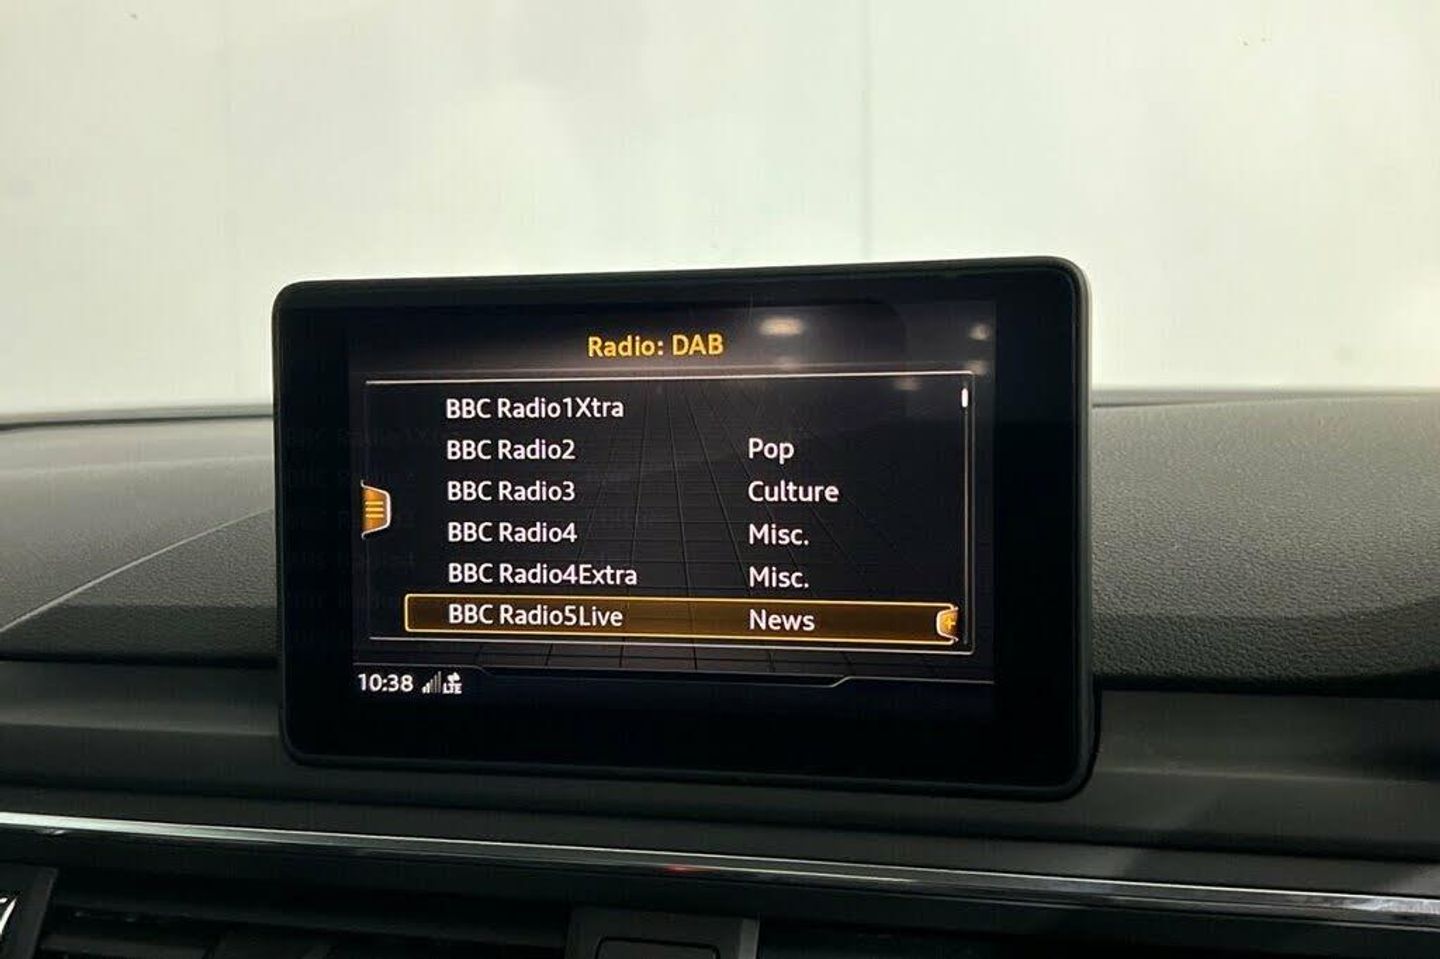 Radio: DAB
BBC Radio1Xtra
BBC Radio2 Pop
BBC Radio3 Culture
BBC Radio4 Misc.
BBC Radio4Extra Misc.
BBC Radio5Live News
10:38 LTE